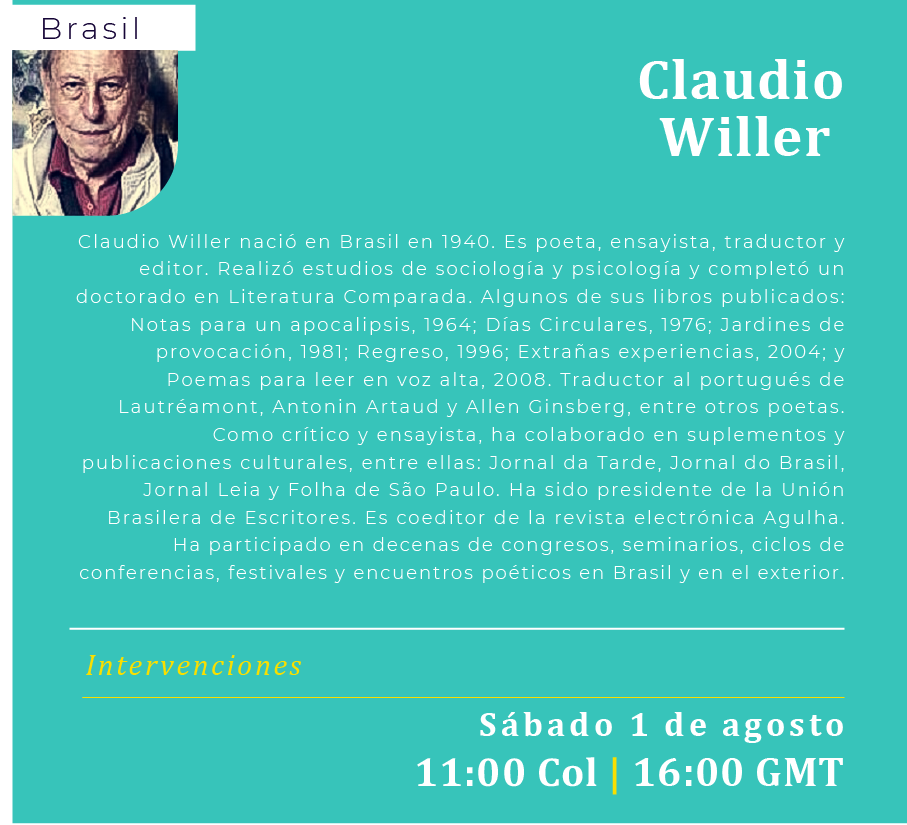 Brasil
Claudio
Willer
Claudio Willer nació en Brasil en 1940. Es poeta, ensayista, traductor y
editor. Realizó estudios de sociología y psicología y completó un
doctorado en Literatura Comparada. Algunos de sus libros publicados:
Notas para un apocalipsis, 1964; Días Circulares, 1976; Jardines de
provocación, 1981; Regreso, 1996; Extrañas experiencias, 2004; y
Poemas para leer en voz alta, 2008. Traductor al portugués de
Lautréamont, Antonin Artaud y Allen Ginsberg, entre otros poetas.
Como crítico y ensayista, ha colaborado en suplementos y
publicaciones culturales, entre ellas: Jornal da Tarde, Jornal do Brasil,
Jornal Leia y Folha de São Paulo. Ha sido presidente de la Unión
Brasilera de Escritores. Es coeditor de la revista electrónica Agulha.
Ha participado en decenas de congresos, seminarios, ciclos de
conferencias, festivales y encuentros poéticos en Brasil y en el exterior.
Intervenciones
Sábado 1 de agosto
11:00 Col | 16:00 GMT